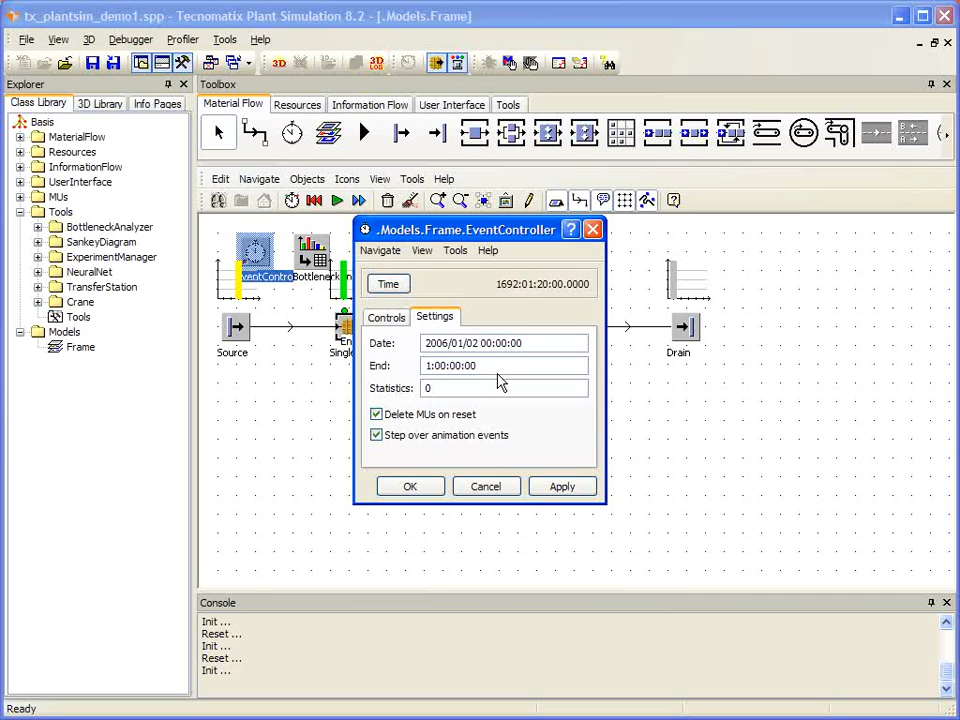 tx_plantsim_demo1.spp - Tecnomatix Plant Simulation 8.2 - [.Models.Frame]
File View 3D Debugger Profiler Tools Help
Explorer
Toolbox
Class Library 3D Library Info Pages
Material Flow Resources Information Flow User Interface Tools
Basis
MaterialFlow
Resources
InformationFlow
UserInterface
MUs
Tools
BottleneckAnalyzer
SankeyDiagram
ExperimentManager
NeuralNet
TransferStation
Crane
Tools
Models
Frame
Edit Navigate Objects Icons View Tools Help
.Models.Frame.EventController
Navigate View Tools Help
Time 1692:01:20:00.0000
Controls Settings
Date: 2006/01/02 00:00:00
End: 1:00:00:00
Statistics: 0
Delete MUs on reset
Step over animation events
OK Cancel Apply
Source
Drain
Console
Init ...
Reset ...
Init ...
Reset ...
Init ...
Ready